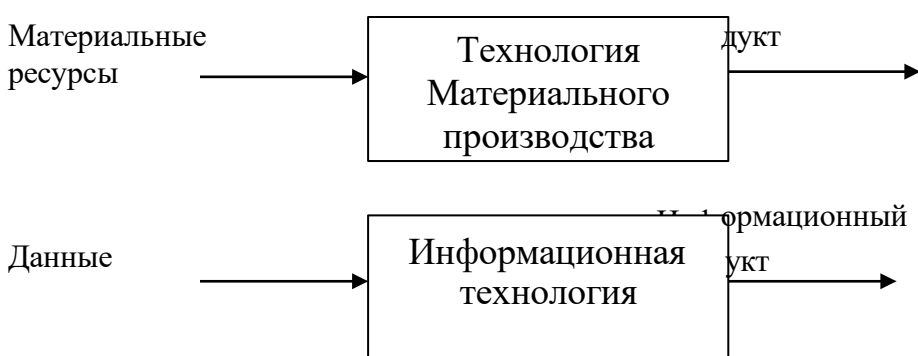 Материальные
ресурсы
Технология
Материального
производства
дукт
Данные
Информационная
технология
ормационный
укт